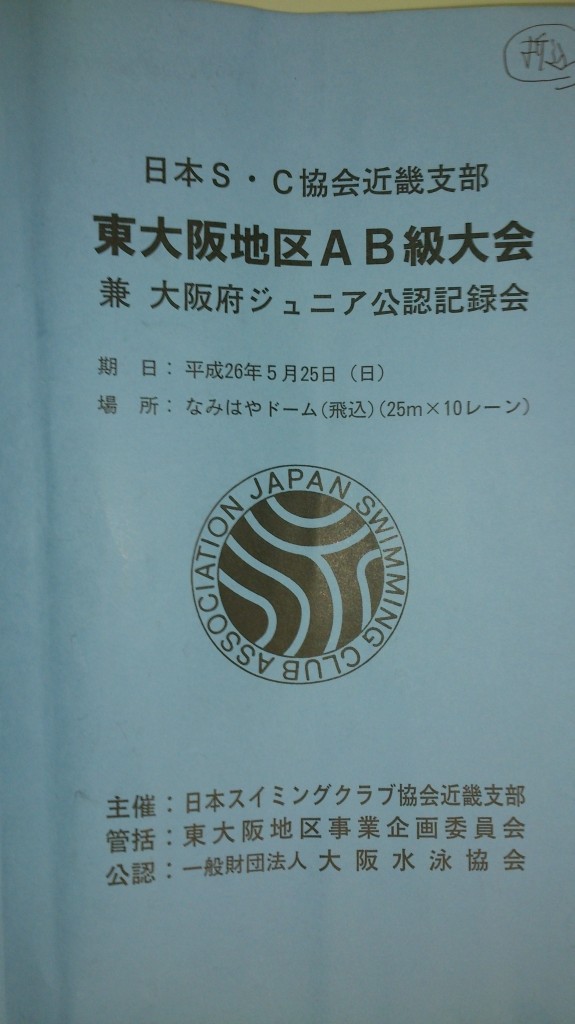 日本S・C協会近畿支部
東大阪地区AB級大会
兼 大阪府ジュニア公認記録会
期 日：平成26年5月25日（日）
場 所：なみはやドーム（飛込）（25m×10レーン）
JAPAN SWIMMING CLUB ASSOCIATION
主催：日本スイミングクラブ協会近畿支部
管括：東大阪地区事業企画委員会
公認：一般財団法人 大阪水泳協会